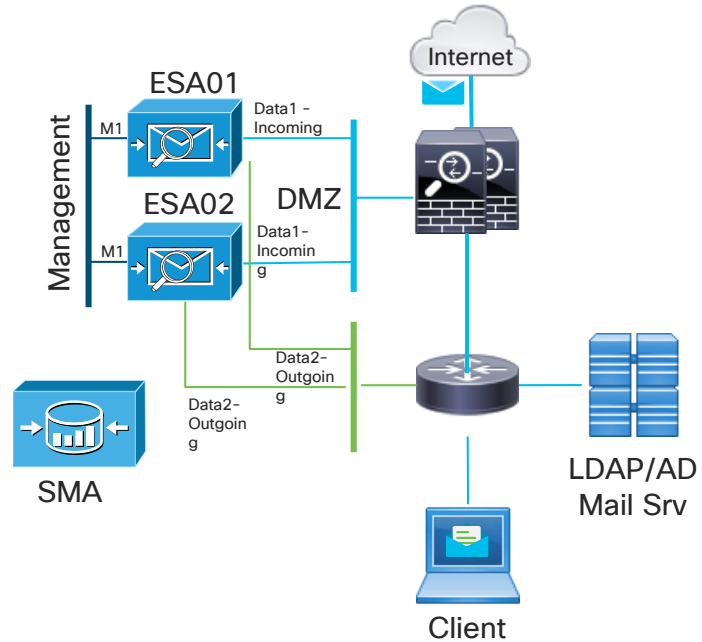 Internet
ESA01
Data1 -
Incoming
M1
Management
ESA02
DMZ
Data1-
Incomin
g
M1
Data2-
Outgoin
g
Data2-
Outgoin
g
SMA
LDAP/AD
Mail Srv
Client